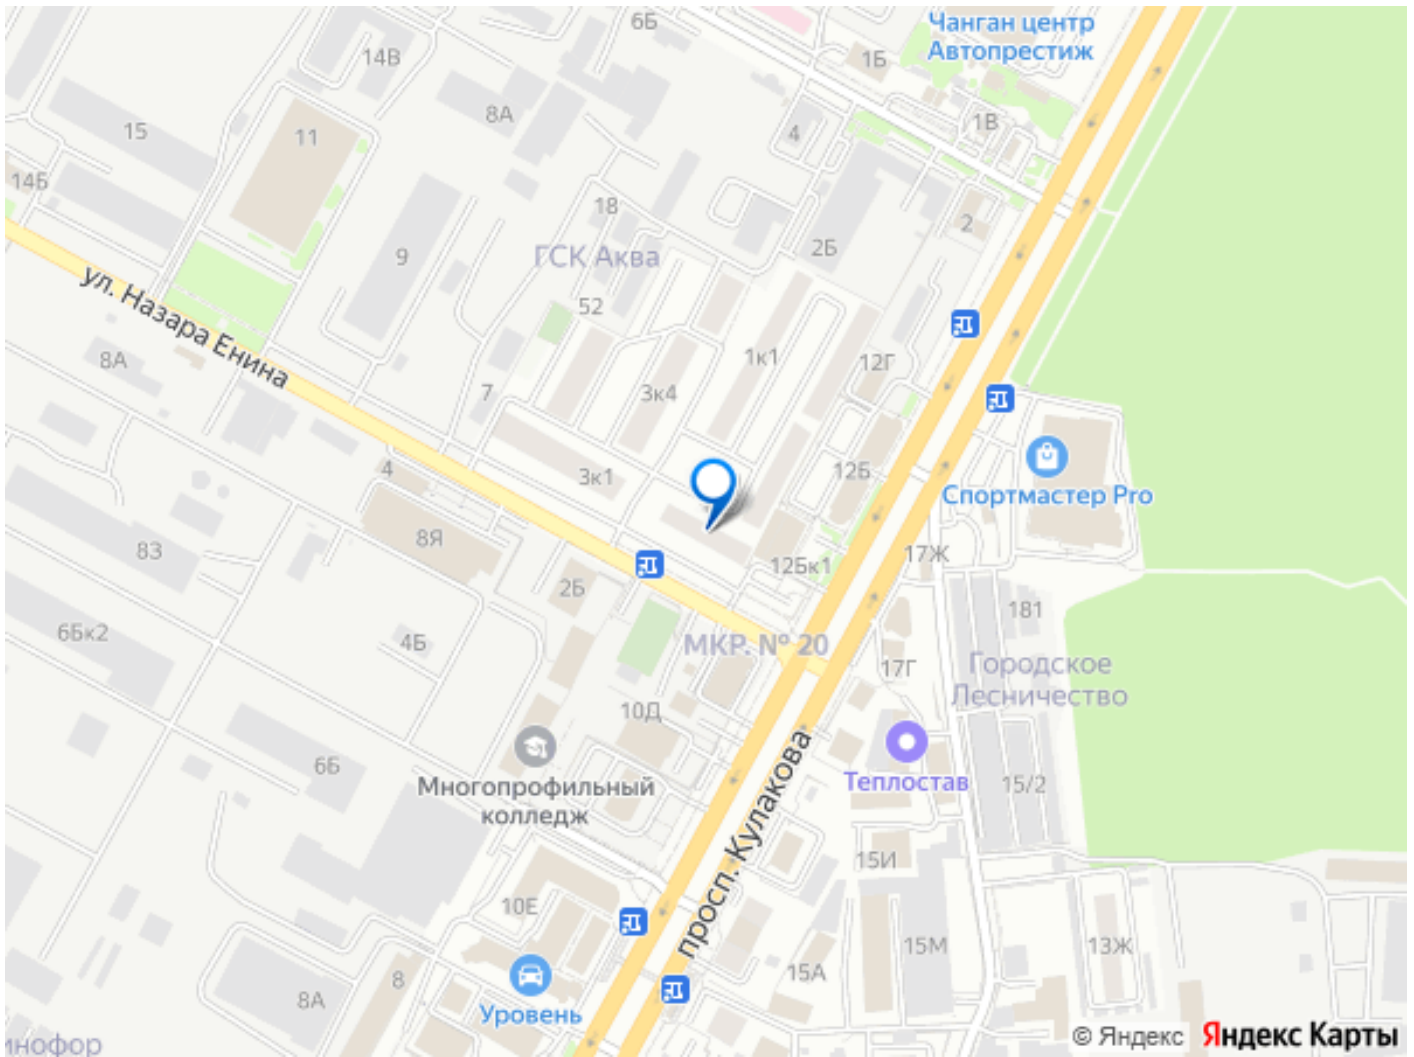 6Б
Чанган центр
Автопрестиж
14В
1Б
8А
15
11
4
1В
14Б
18
2
9
2Б
ГСК Аква
ул. Назара Енина
52
8А
1к1
12Г
7
3к4
4
3к1
12Б
Спортмастер Pro
8Я
8З
12Бк1
17Ж
2Б
181
6Бк2
4Б
МКР. № 20
17Г
Городское
Лесничество
10Д
6Б
Многопрофильный
колледж
просп. Кулакова
Теплостав
15/2
15И
10Е
15М
13Ж
8
15А
8А
Уровень
инофор
© Яндекс
Яндекс Карты